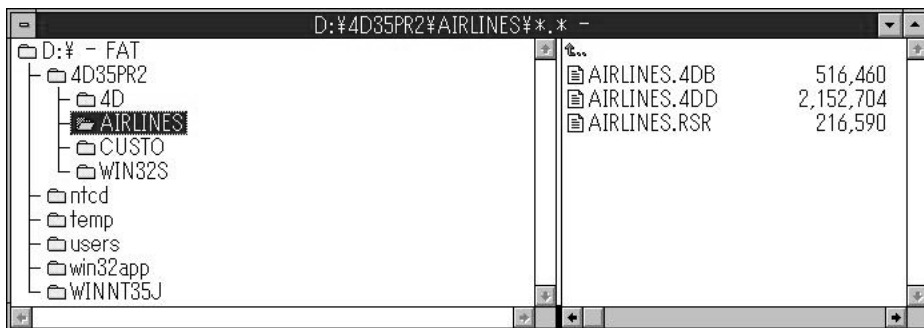 D:¥4D35PR2¥AIRLINES¥*.* -
D:¥ - FAT
4D35PR2
4D
AIRLINES
CUSTO
WIN32S
ntcd
temp
users
win32app
WINNT35J
..
AIRLINES.4DB 516,460
AIRLINES.4DD 2,152,704
AIRLINES.RSR 216,590